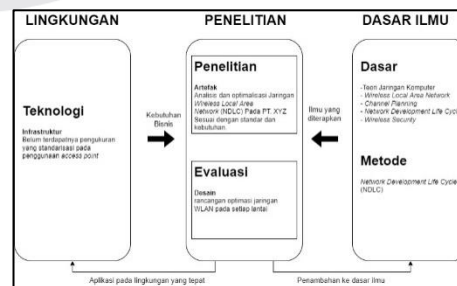 LINGKUNGAN
PENELITIAN
DASAR ILMU
Teknologi
Infrastruktur
Belum terdapatnya pengukuran
yang standarisasi pada
penggunaan access point
Kebutuhan
Bisnis
Penelitian
Artefak
Analisis dan optimalisasi Jaringan
Wireless Local Area
Network (NDLC) Pada PT. XYZ
Sesuai dengan standar dan
kebutuhan.
Evaluasi
Desain
rancangan optimasi jaringan
WLAN pada setiap lantai
Ilmu yang
diterapkan
Dasar
-Teori Jaringan Komputer
- Wireless Local Area Network
- Channel Planning
- Network Development Life Cycle
- Wireless Security
Metode
Network Development Life Cycle
(NDLC)
Aplikasi pada lingkungan yang tepat
Penambahan ke dasar ilmu